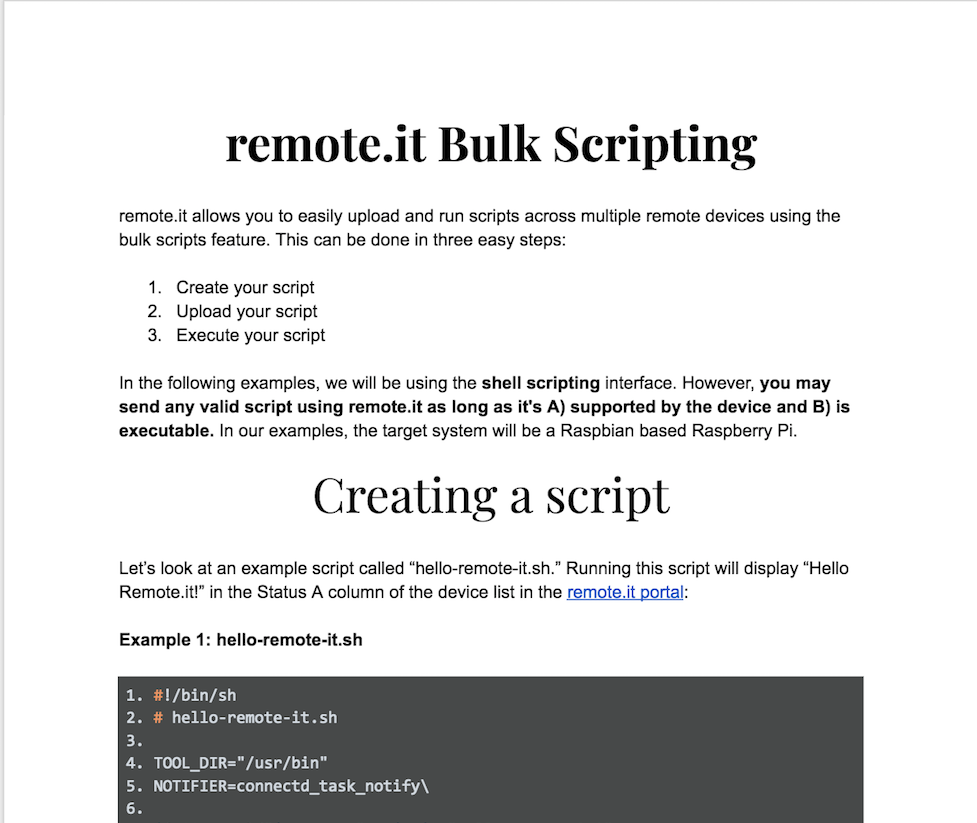 remote.it Bulk Scripting
remote.it allows you to easily upload and run scripts across multiple remote devices using the
bulk scripts feature. This can be done in three easy steps:
1. Create your script
2. Upload your script
3. Execute your script
In the following examples, we will be using the shell scripting interface. However, you may
send any valid script using remote.it as long as it's A) supported by the device and B) is
executable. In our examples, the target system will be a Raspbian based Raspberry Pi.
Creating a script
Let’s look at an example script called “hello-remote-it.sh.” Running this script will display “Hello
Remote.it!” in the Status A column of the device list in the remote.it portal:
Example 1: hello-remote-it.sh
1. #!/bin/sh
2. # hello-remote-it.sh
3.
4. TOOL_DIR="/usr/bin"
5. NOTIFIER=connectd_task_notify\
6.